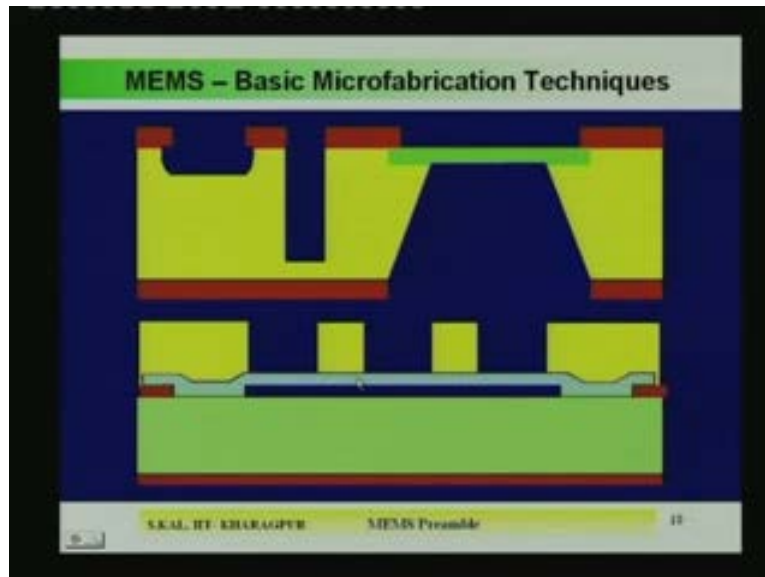 MEMS – Basic Microfabrication Techniques
S.KAL, IIT- KHARAGPUR MEMS Preamble